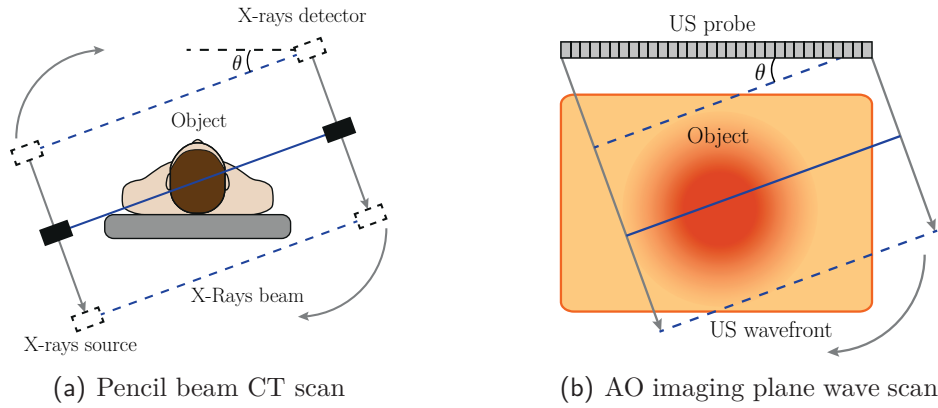 X-rays detector
θ
Object
X-Rays beam
X-rays source
(a) Pencil beam CT scan
US probe
θ
Object
US wavefront
(b) AO imaging plane wave scan